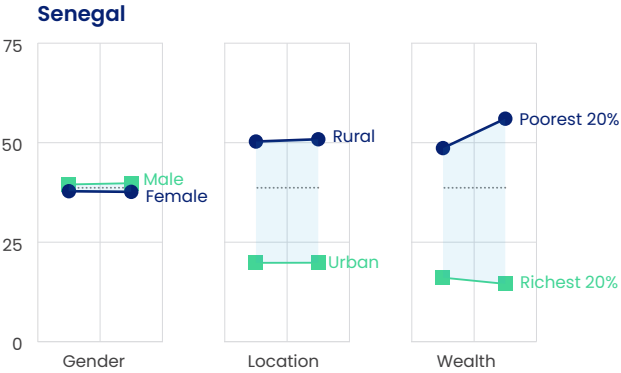 Senegal
75
50
25
0
Male
Female
Rural
Urban
Poorest 20%
Richest 20%
Gender
Location
Wealth